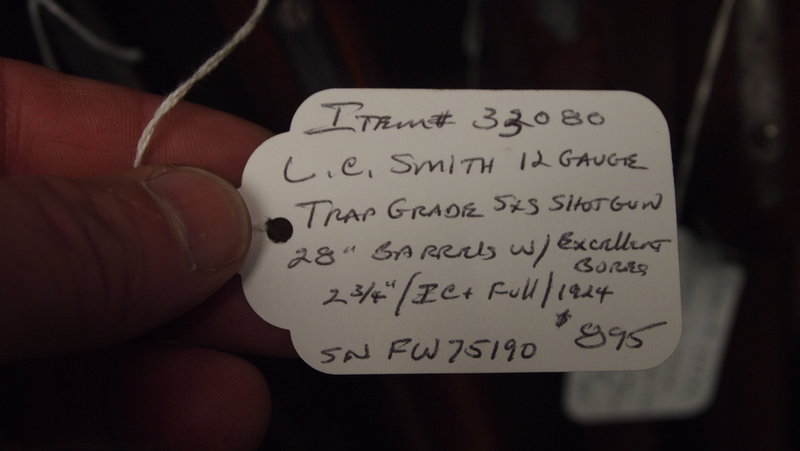 ITEM# 33080
L.C. SMITH 12 GAUGE
TRAP GRADE SXS SHOTGUN
28" BARRELS W/ EXCELLENT
BORES
2 3/4" / IC + FULL / 1924
$895
SN FW75190